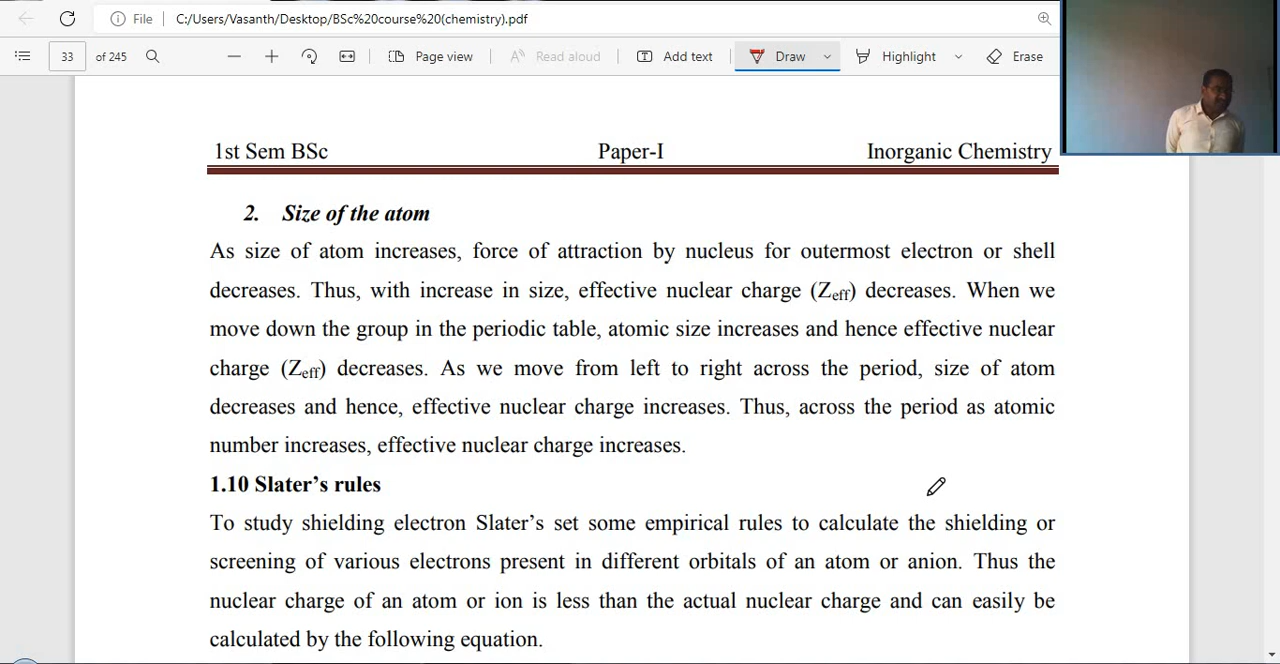 File
C:/Users/Vasanth/Desktop/BSc%20course%20(chemistry).pdf
33 of 245
Page view
Read aloud
Add text
Draw
Highlight
Erase
1st Sem BSc Paper-I Inorganic Chemistry
2. Size of the atom
As size of atom increases, force of attraction by nucleus for outermost electron or shell
decreases. Thus, with increase in size, effective nuclear charge (Zeff) decreases. When we
move down the group in the periodic table, atomic size increases and hence effective nuclear
charge (Zeff) decreases. As we move from left to right across the period, size of atom
decreases and hence, effective nuclear charge increases. Thus, across the period as atomic
number increases, effective nuclear charge increases.
1.10 Slater's rules
To study shielding electron Slater's set some empirical rules to calculate the shielding or
screening of various electrons present in different orbitals of an atom or anion. Thus the
nuclear charge of an atom or ion is less than the actual nuclear charge and can easily be
calculated by the following equation.